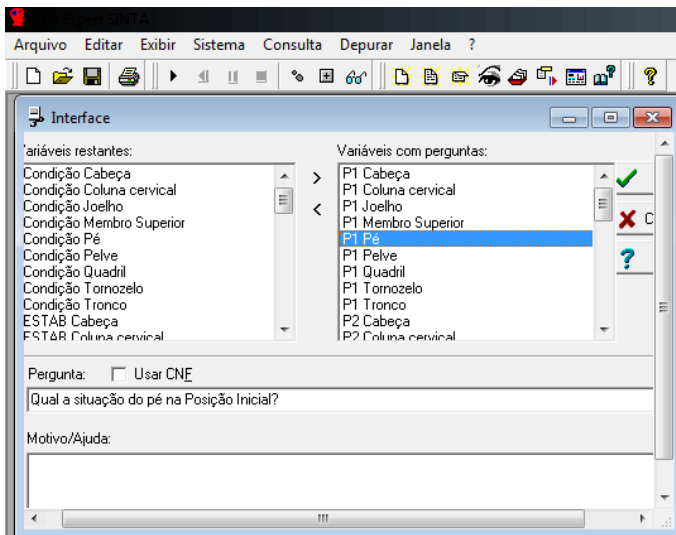 Expert SINTA
Arquivo Editar Exibir Sistema Consulta Depurar Janela ?
Interface
ariáveis restantes:
Condição Cabeça
Condição Coluna cervical
Condição Joelho
Condição Membro Superior
Condição Pé
Condição Pelve
Condição Quadril
Condição Tornozelo
Condição Tronco
ESTAB Cabeça
ESTAB Coluna cervical
>
<
Variáveis com perguntas:
P1 Cabeça
P1 Coluna cervical
P1 Joelho
P1 Membro Superior
P1 Pé
P1 Pelve
P1 Quadril
P1 Tornozelo
P1 Tronco
P2 Cabeça
P2 Coluna cervical
C
?
Pergunta: Usar CNF
Qual a situação do pé na Posição Inicial?
Motivo/Ajuda: